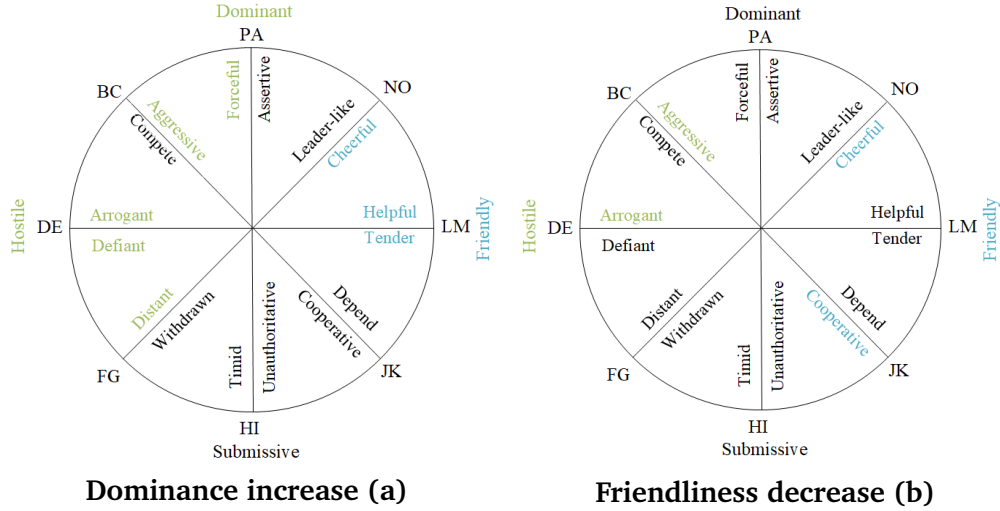 Dominant
PA
BC
NO
Forceful
Assertive
Aggressive
Compete
Leader-like
Cheerful
Hostile
DE
Arrogant
Defiant
Helpful
Tender
LM
Friendly
Distant
Withdrawn
Timid
Unauthoritative
Depend
Cooperative
FG
JK
HI
Submissive
Dominance increase (a)
Dominant
PA
BC
NO
Forceful
Assertive
Aggressive
Compete
Leader-like
Cheerful
Hostile
DE
Arrogant
Defiant
Helpful
Tender
LM
Friendly
Distant
Withdrawn
Timid
Unauthoritative
Depend
Cooperative
FG
JK
HI
Submissive
Friendliness decrease (b)